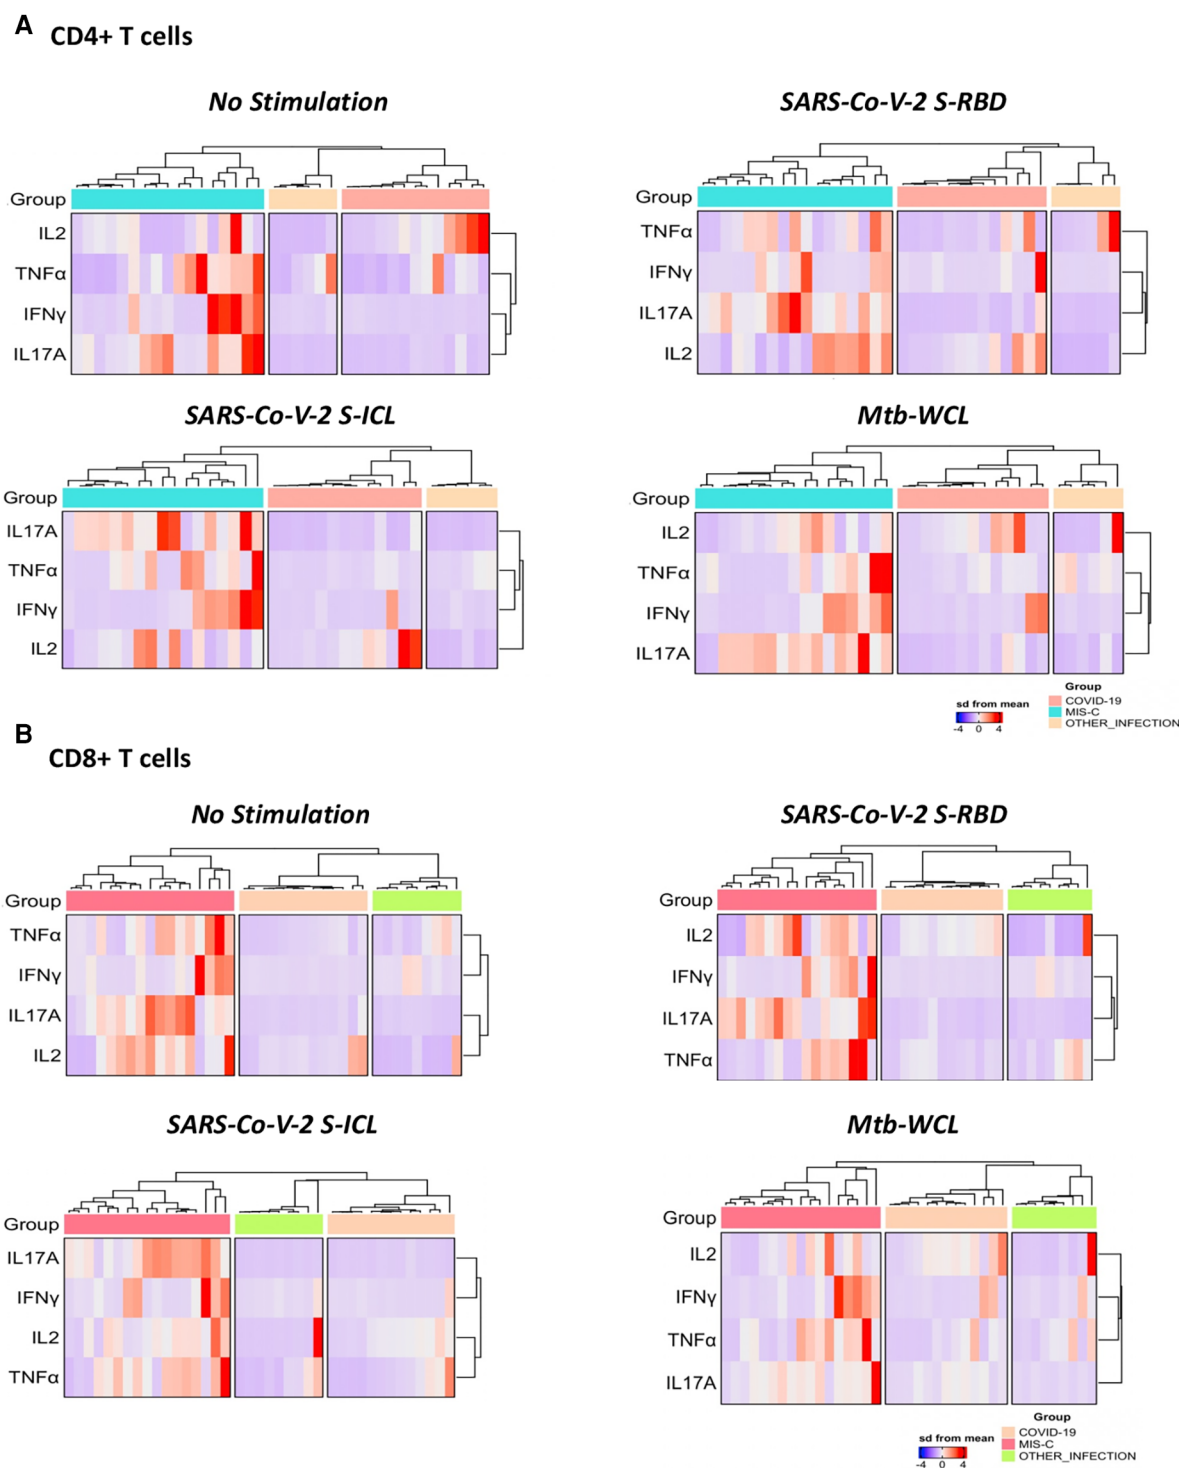 A CD4+ T cells
No Stimulation
Group
IL2
TNFα
IFNγ
IL17A
SARS-Co-V-2 S-RBD
Group
TNFα
IFNγ
IL17A
IL2
SARS-Co-V-2 S-ICL
Group
IL17A
TNFα
IFNγ
IL2
Mtb-WCL
Group
IL2
TNFα
IFNγ
IL17A
sd from mean
-4 0 4
Group
COVID-19
MIS-C
OTHER_INFECTION
B CD8+ T cells
No Stimulation
Group
TNFα
IFNγ
IL17A
IL2
SARS-Co-V-2 S-RBD
Group
IL2
IFNγ
IL17A
TNFα
SARS-Co-V-2 S-ICL
Group
IL17A
IFNγ
IL2
TNFα
Mtb-WCL
Group
IL2
IFNγ
TNFα
IL17A
sd from mean
-4 0 4
Group
COVID-19
MIS-C
OTHER_INFECTION